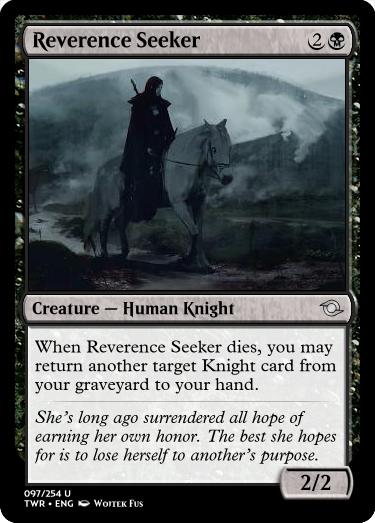 Reverence Seeker 2
Creature — Human Knight
When Reverence Seeker dies, you may
return another target Knight card from
your graveyard to your hand.
She's long ago surrendered all hope of
earning her own honor. The best she hopes
for is to lose herself to another's purpose.
2/2
097/254 U
TWR • ENG Wojtek Fus